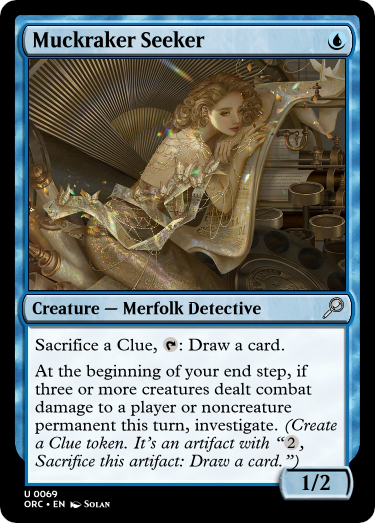 Muckraker Seeker
Creature — Merfolk Detective
Sacrifice a Clue, : Draw a card.
At the beginning of your end step, if
three or more creatures dealt combat
damage to a player or noncreature
permanent this turn, investigate. (Create
a Clue token. It's an artifact with “2,
Sacrifice this artifact: Draw a card.”)
1/2
U 0069
ORC • EN Solan